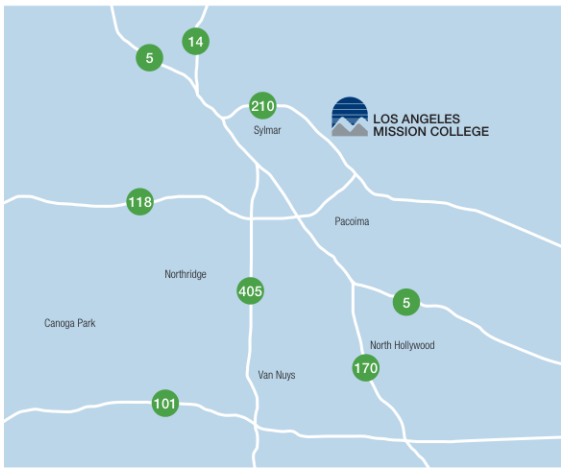 14
5
210
LOS ANGELES
MISSION COLLEGE
Sylmar
118
Pacoima
Northridge
405
5
Canoga Park
North Hollywood
170
Van Nuys
101